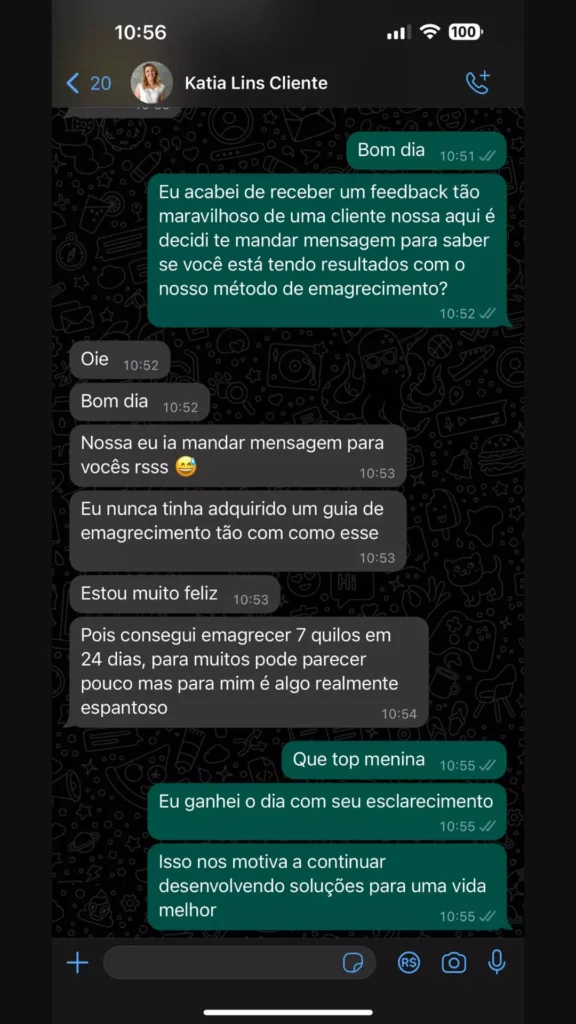 10:56
100
20
Katia Lins Cliente
Bom dia
10:51
Eu acabei de receber um feedback tão
maravilhoso de uma cliente nossa aqui é
decidi te mandar mensagem para saber
se você está tendo resultados com o
nosso método de emagrecimento?
10:52
Oie
10:52
Bom dia
10:52
Nossa eu ia mandar mensagem para
vocês rsss 😅
10:53
Eu nunca tinha adquirido um guia de
emagrecimento tão com como esse
10:53
Estou muito feliz
10:53
Pois consegui emagrecer 7 quilos em
24 dias, para muitos pode parecer
pouco mas para mim é algo realmente
espantoso
10:54
Que top menina
10:55
Eu ganhei o dia com seu esclarecimento
10:55
Isso nos motiva a continuar
desenvolvendo soluções para uma vida
melhor
10:55
R$